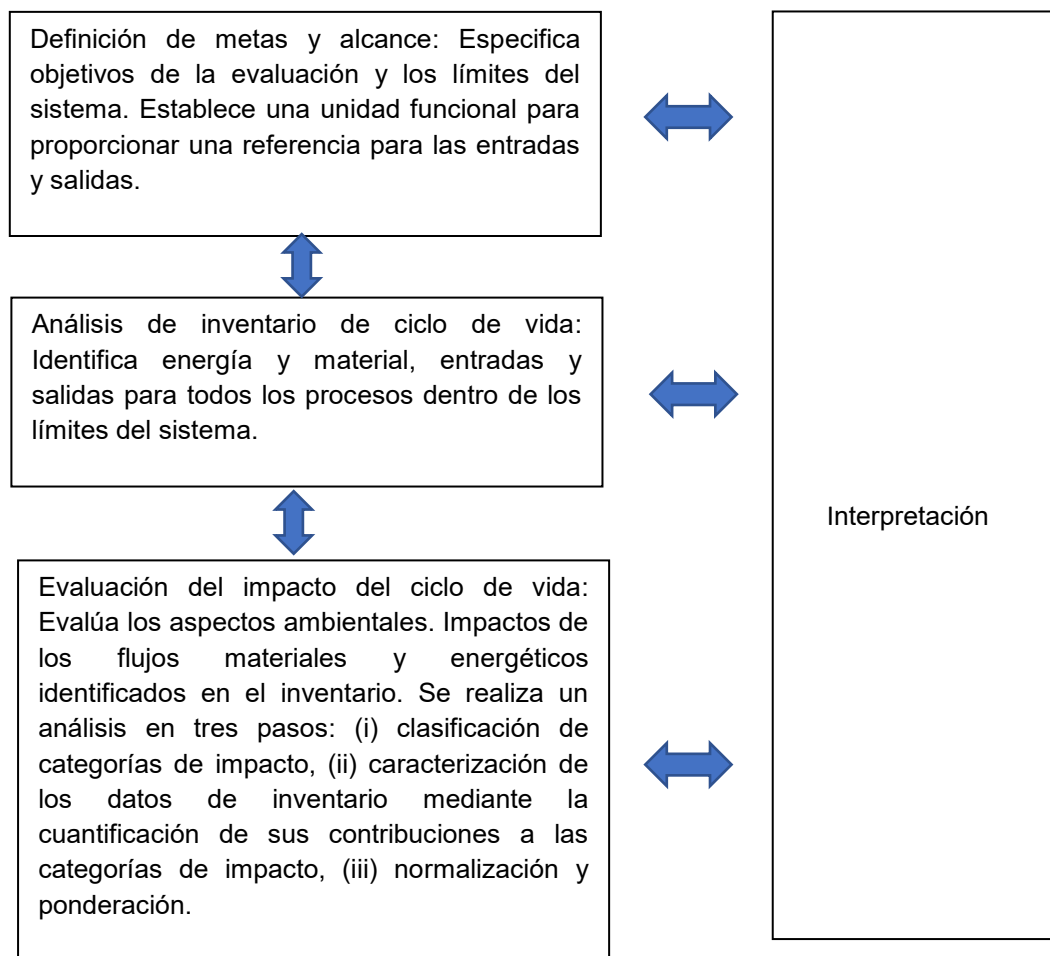 Definición de metas y alcance: Especifica
objetivos de la evaluación y los límites del
sistema. Establece una unidad funcional para
proporcionar una referencia para las entradas
y salidas.
Análisis de inventario de ciclo de vida:
Identifica energía y material, entradas y
salidas para todos los procesos dentro de los
límites del sistema.
Interpretación
Evaluación del impacto del ciclo de vida:
Evalúa los aspectos ambientales. Impactos de
los flujos materiales y energéticos
identificados en el inventario. Se realiza un
análisis en tres pasos: (i) clasificación de
categorías de impacto, (ii) caracterización de
los datos de inventario mediante la
cuantificación de sus contribuciones a las
categorías de impacto, (iii) normalización y
ponderación.